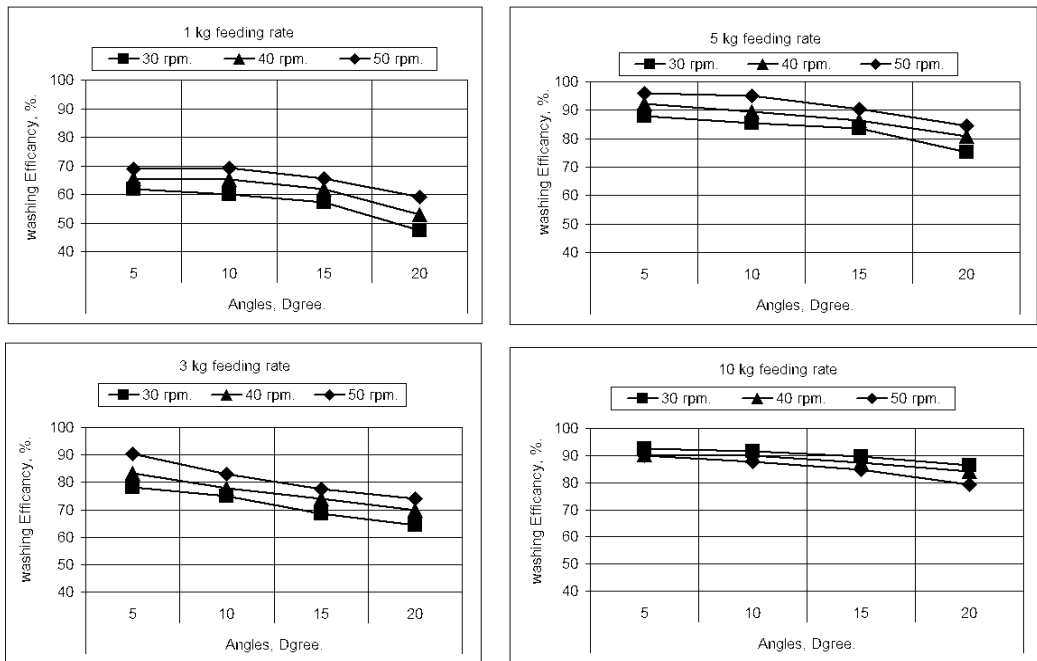 1 kg feeding rate
30 rpm. 40 rpm. 50 rpm.
washing Efficancy, %.
100
90
80
70
60
50
40
5 10 15 20
Angles, Dgree.
5 kg feeding rate
30 rpm. 40 rpm. 50 rpm.
washing Efficancy, %.
100
90
80
70
60
50
40
5 10 15 20
Angles, Dgree.
3 kg feeding rate
30 rpm. 40 rpm. 50 rpm.
washing Efficancy, %.
100
90
80
70
60
50
40
5 10 15 20
Angles, Dgree.
10 kg feeding rate
30 rpm. 40 rpm. 50 rpm.
washing Efficancy, %.
100
90
80
70
60
50
40
5 10 15 20
Angles, Dgree.